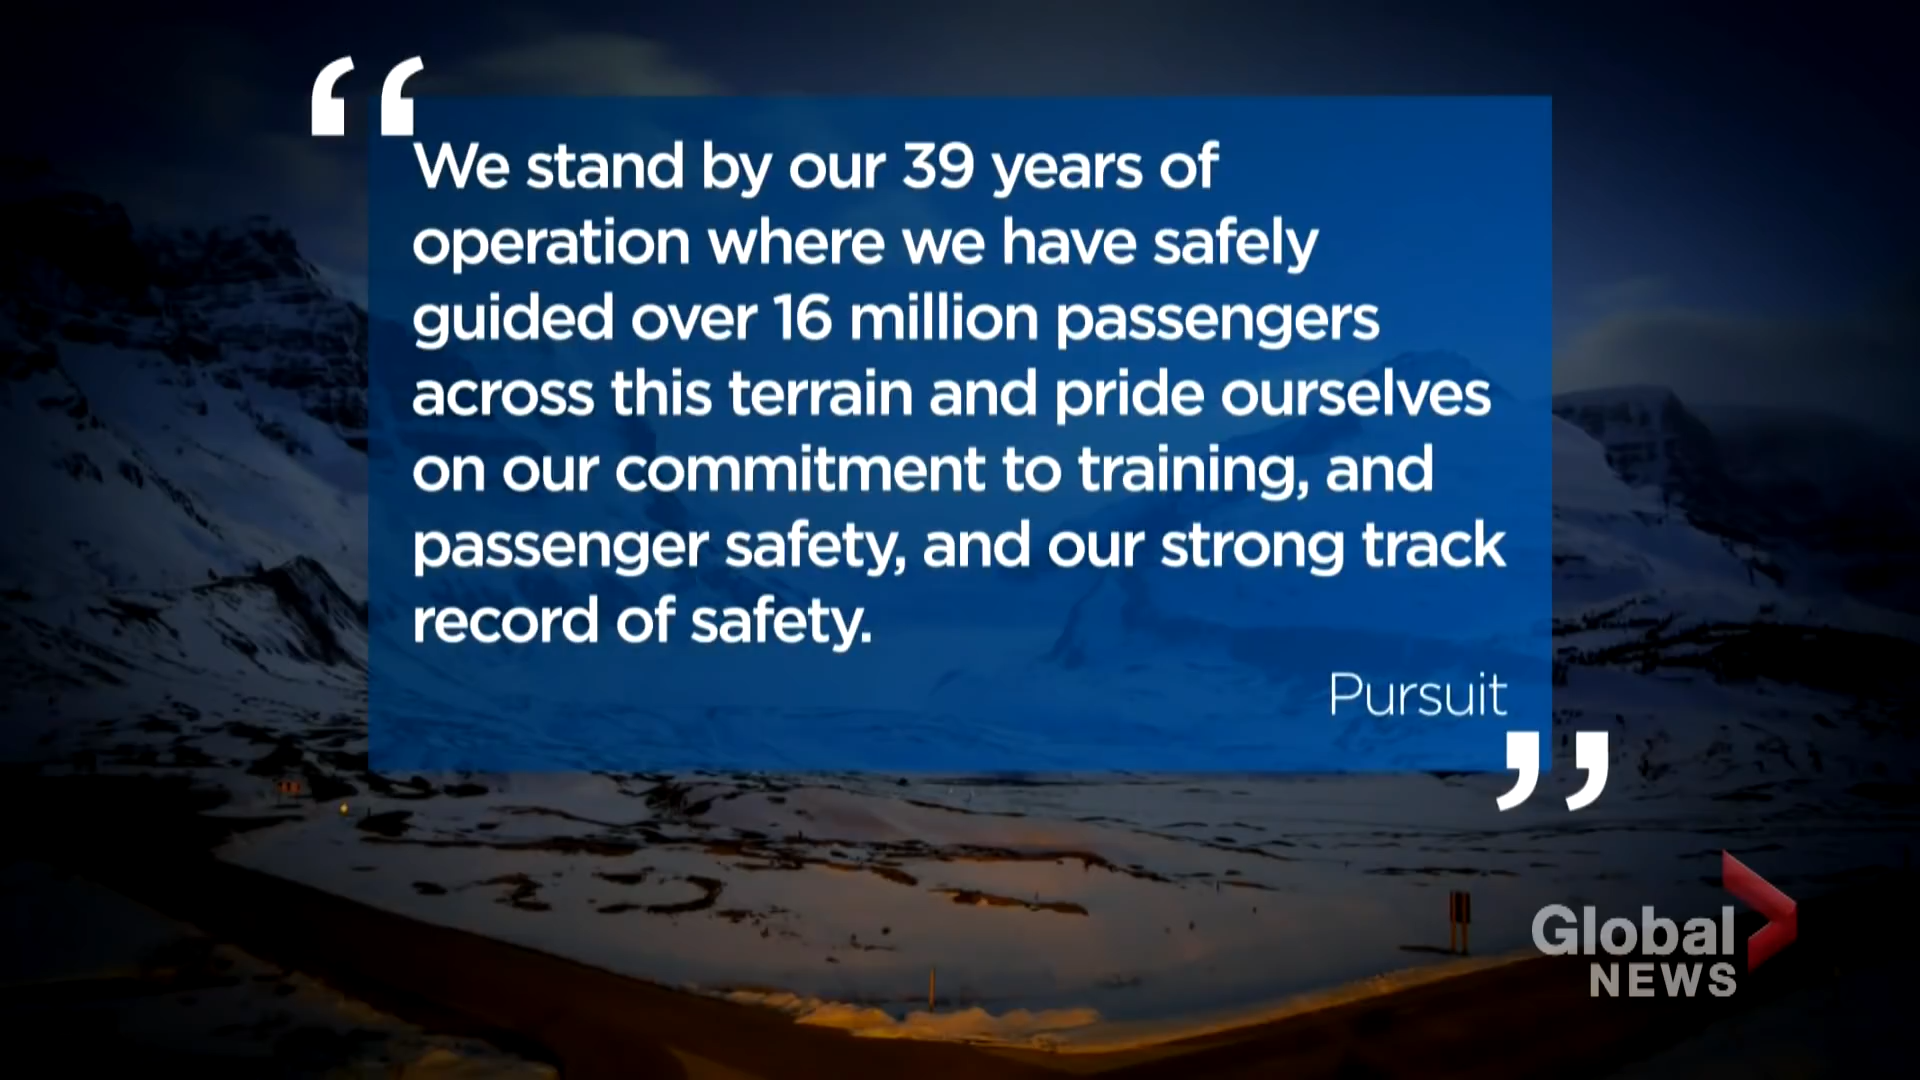 “
We stand by our 39 years of
operation where we have safely
guided over 16 million passengers
across this terrain and pride ourselves
on our commitment to training, and
passenger safety, and our strong track
record of safety.
Pursuit
”
Global
NEWS